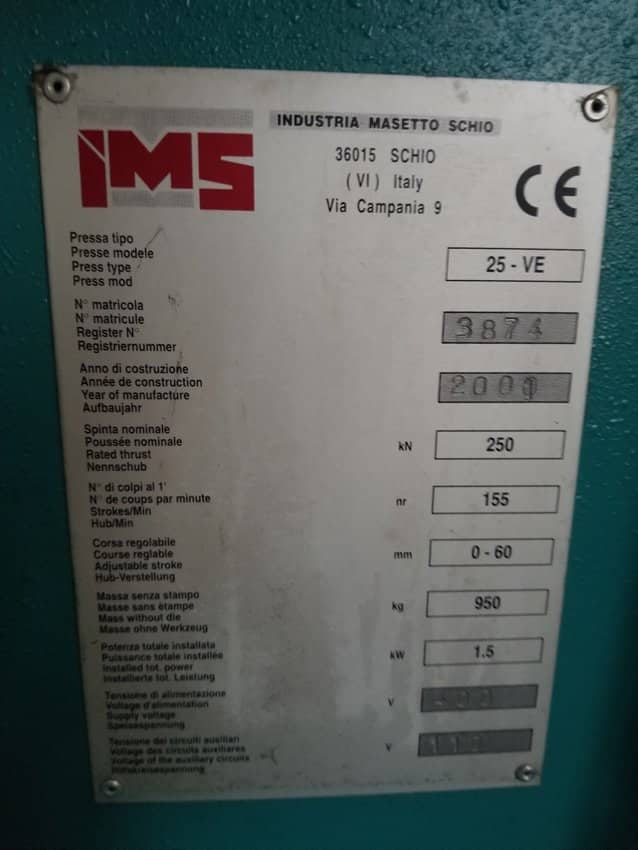 IMS
INDUSTRIA MASETTO SCHIO
36015 SCHIO
(VI) Italy
Via Campania 9
CE
Pressa tipo
Presse modele
Press type
Press mod
25 - VE
N° matricola
N° matricule
Register N°
Registriernummer
3874
Anno di costruzione
Année de construction
Year of manufacture
Aufbaujahr
Spinta nominale
Poussée nominale
Rated thrust
Nennschub
kN
250
N° di colpi al 1'
N° de coups par minute
Strokes/Min
Hub/Min
nr
155
Corsa regolabile
Course reglable
Adjustable stroke
Hub-Verstellung
mm
0 - 60
Massa senza stampo
Masse sans étampe
Mass without die
Masse ohne Werkzeug
kg
950
Potenza totale installata
Puissance totale installée
Installed tot. power
Installierte tot. Leistung
kW
1.5
Tensione di alimentazione
Voltage d'alimentation
Supply voltage
Speisespannung
V
Tensione dei circuiti auxiliari
Voltage des circuits auxiliares
Voltage of the auxiliary circuits
V